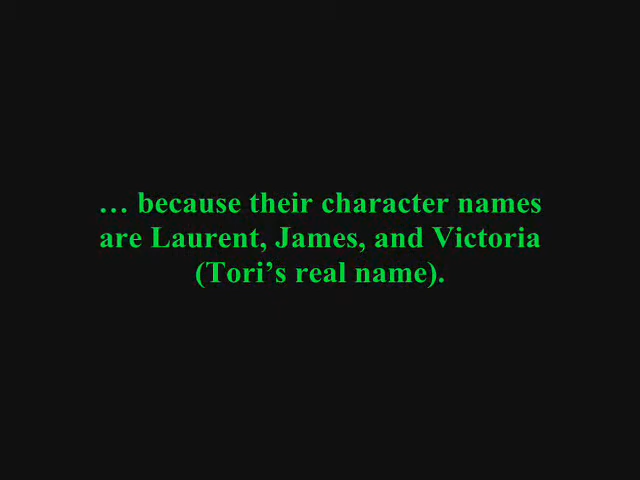 … because their character names
are Laurent, James, and Victoria
(Tori’s real name).